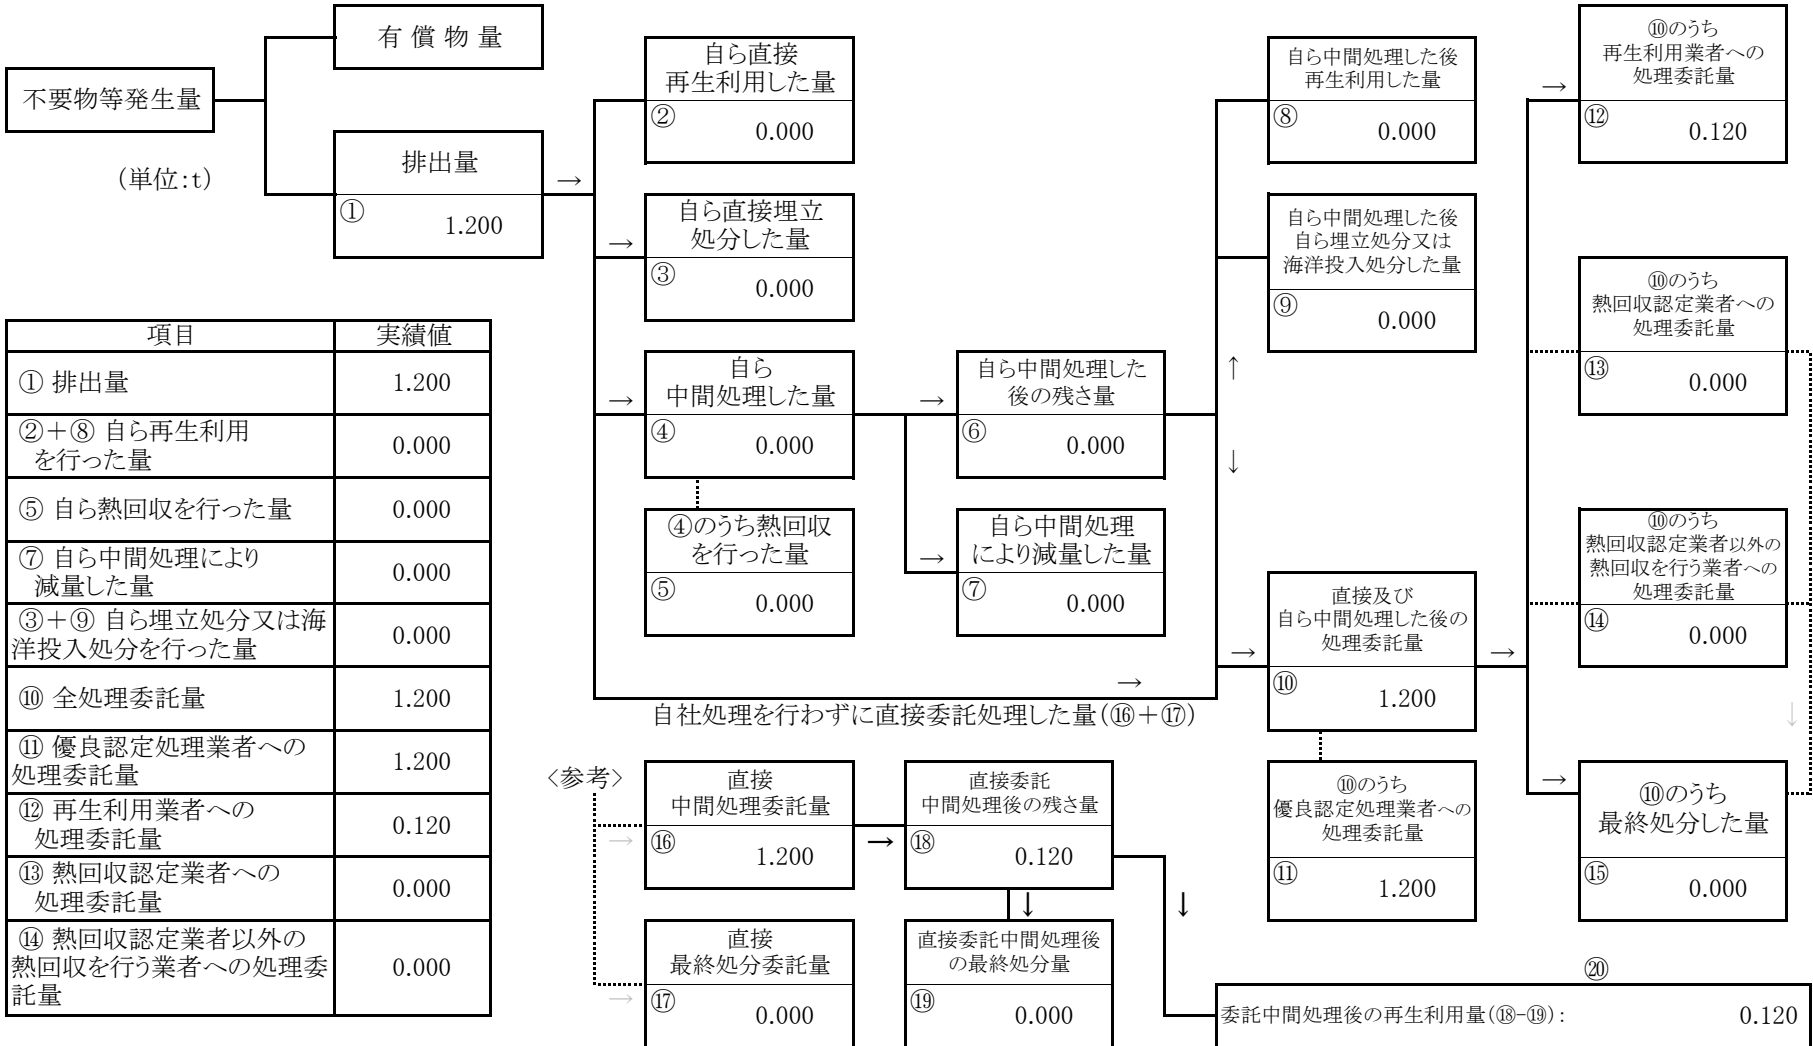 有 償 物 量
不要物等発生量
(単位:t)
排出量
①
1.200
→
自ら直接
再生利用した量
②
0.000
→
自ら直接埋立
処分した量
③
0.000
→
自ら
中間処理した量
④
0.000
④のうち熱回収
を行った量
⑤
0.000
→
自ら中間処理した
後の残さ量
⑥
0.000
→
自ら中間処理
により減量した量
⑦
0.000
自ら中間処理した後
再生利用した量
⑧
0.000
自ら中間処理した後
自ら埋立処分又は
海洋投入処分した量
⑨
0.000
↑
↓
→
自社処理を行わずに直接委託処理した量(⑯+⑰)
→
直接及び
自ら中間処理した後の
処理委託量
⑩
1.200
→
⑩のうち
優良認定処理業者への
処理委託量
⑪
1.200
→
⑩のうち
再生利用業者への
処理委託量
⑫
0.120
⑩のうち
熱回収認定業者への
処理委託量
⑬
0.000
⑩のうち
熱回収認定業者以外の
熱回収を行う業者への
処理委託量
⑭
0.000
↓
→
⑩のうち
最終処分した量
⑮
0.000
項目 実績値
① 排出量 1.200
②+⑧ 自ら再生利用
を行った量 0.000
⑤ 自ら熱回収を行った量 0.000
⑦ 自ら中間処理により
減量した量 0.000
③+⑨ 自ら埋立処分又は海
洋投入処分を行った量 0.000
⑩ 全処理委託量 1.200
⑪ 優良認定処理業者への
処理委託量 1.200
⑫ 再生利用業者への
処理委託量 0.120
⑬ 熱回収認定業者への
処理委託量 0.000
⑭ 熱回収認定業者以外の
熱回収を行う業者への処理委
託量 0.000
<参考>
→
直接
中間処理委託量
⑯
1.200
→
直接委託
中間処理後の残さ量
⑱
0.120
↓
↓
→
直接
最終処分委託量
⑰
0.000
直接委託中間処理後
の最終処分量
⑲
0.000
⑳
委託中間処理後の再生利用量(⑱-⑲): 0.120